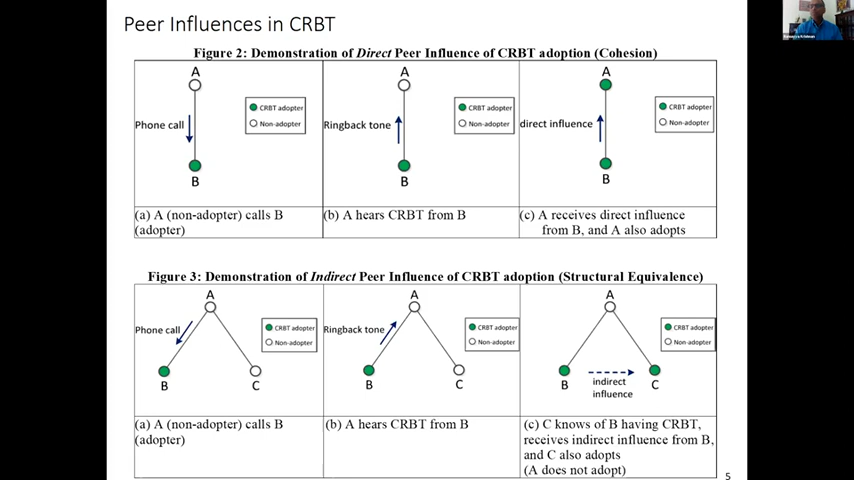 Peer Influences in CRBT
Figure 2: Demonstration of Direct Peer Influence of CRBT adoption (Cohesion)
A
Phone call
CRBT adopter
Non-adopter
B
A
Ringback tone
CRBT adopter
Non-adopter
B
A
direct influence
CRBT adopter
Non-adopter
B
(a) A (non-adopter) calls B
(adopter)
(b) A hears CRBT from B
(c) A receives direct influence
from B, and A also adopts
Figure 3: Demonstration of Indirect Peer Influence of CRBT adoption (Structural Equivalence)
A
Phone call
CRBT adopter
Non-adopter
B
C
A
Ringback tone
CRBT adopter
Non-adopter
B
C
A
CRBT adopter
Non-adopter
B
indirect
influence
C
(a) A (non-adopter) calls B
(adopter)
(b) A hears CRBT from B
(c) C knows of B having CRBT,
receives indirect influence from B,
and C also adopts
(A does not adopt)
5